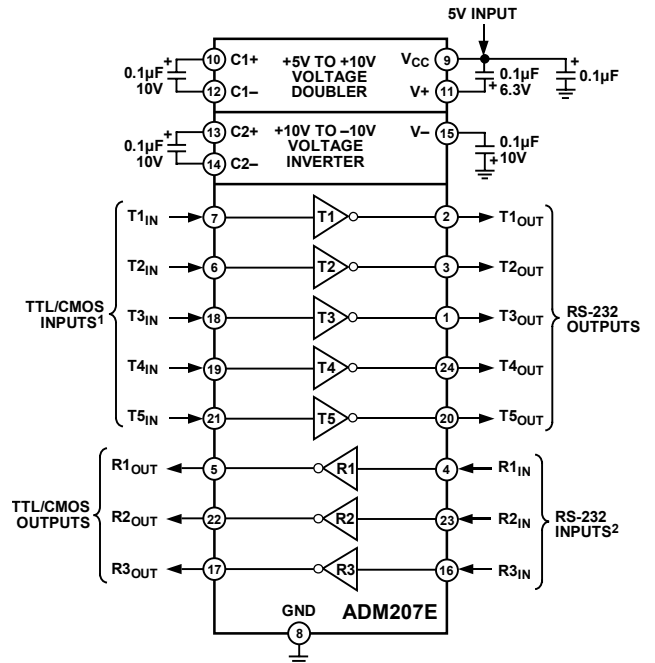 5V INPUT
10 C1+ +5V TO +10V VCC 9
0.1µF + VOLTAGE 0.1µF + 0.1µF
10V DOUBLER + 6.3V
12 C1– V+ 11
13 C2+ +10V TO –10V V– 15
0.1µF + VOLTAGE 0.1µF
10V INVERTER + 10V
14 C2–
T1IN 7 T1 2 T1OUT
T2IN 6 T2 3 T2OUT
TTL/CMOS
INPUTS1
T3IN 18 T3 1 T3OUT
RS-232
OUTPUTS
T4IN 19 T4 24 T4OUT
T5IN 21 T5 20 T5OUT
R1OUT 5 R1 4 R1IN
TTL/CMOS
OUTPUTS
R2OUT 22 R2 23 R2IN
RS-232
INPUTS2
R3OUT 17 R3 16 R3IN
GND ADM207E
8